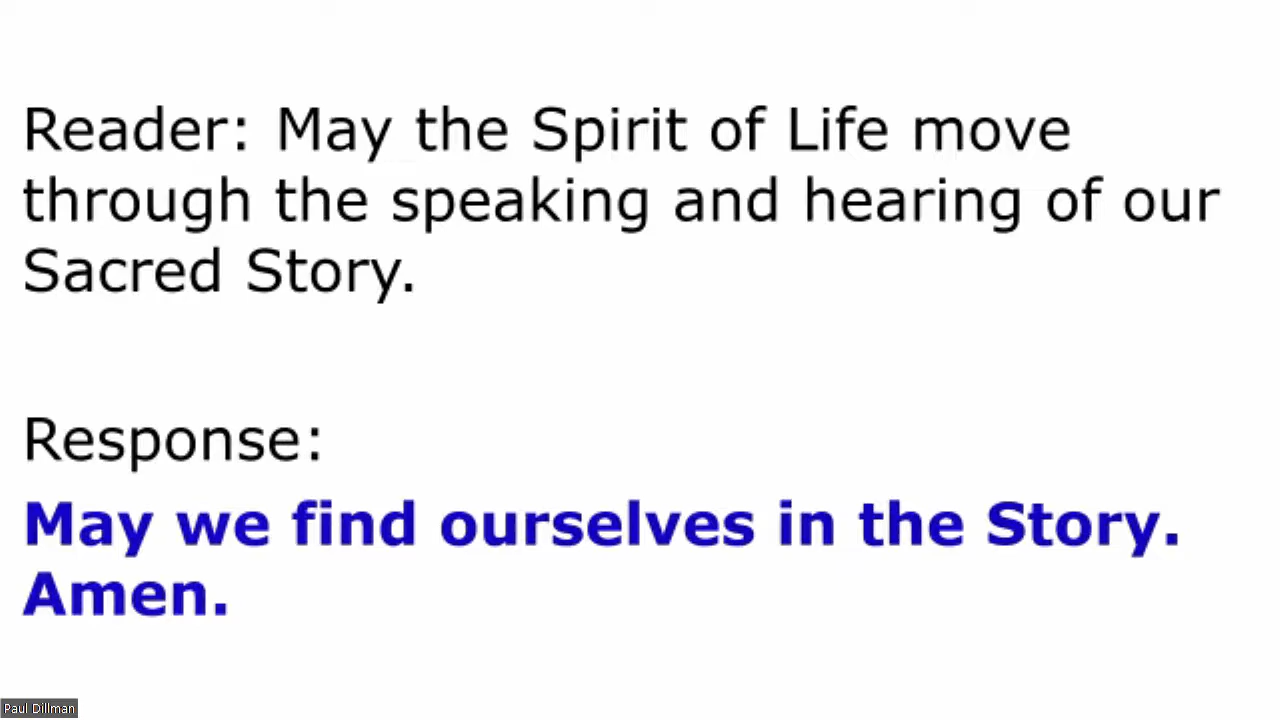 Reader: May the Spirit of Life move
through the speaking and hearing of our
Sacred Story.
Response:
May we find ourselves in the Story.
Amen.
Paul Dillman